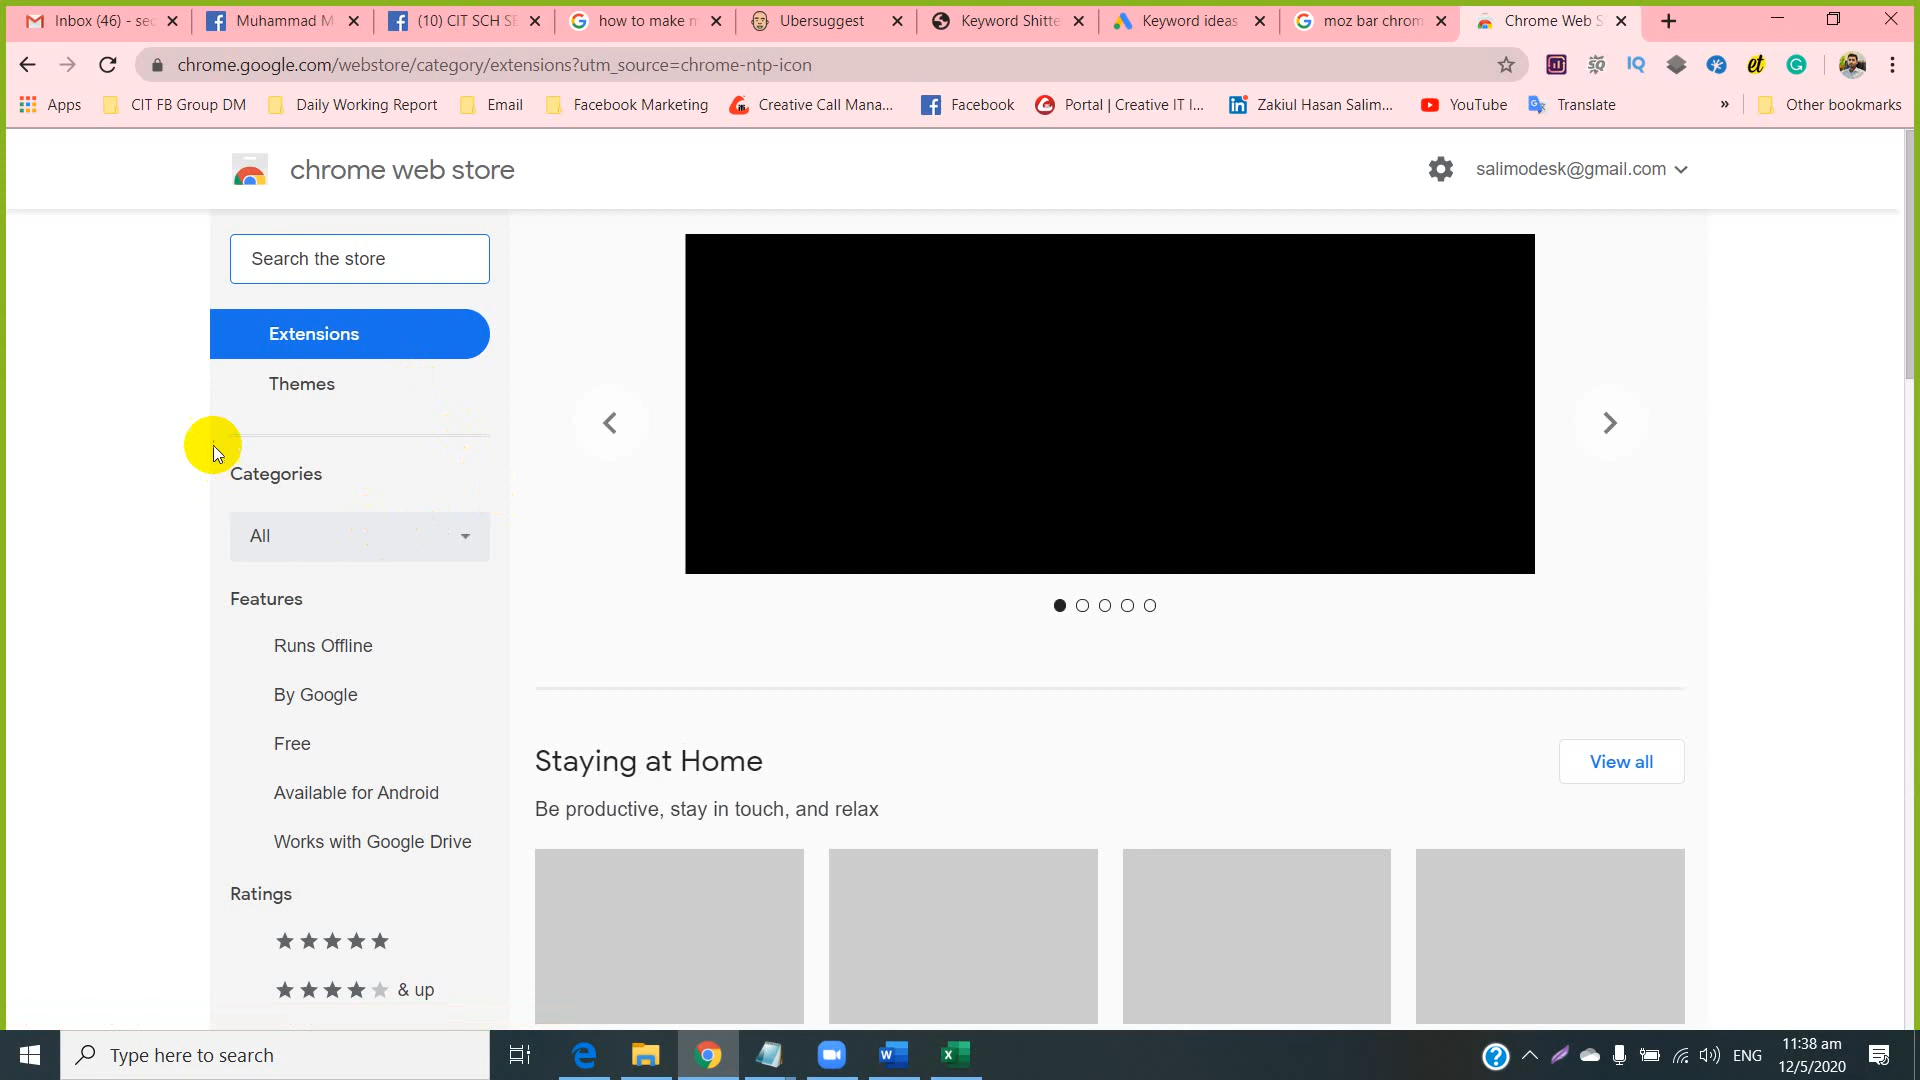 Inbox (46) - sec
Muhammad M
(10) CIT SCH SE
how to make m
Ubersuggest
Keyword Shitte
Keyword ideas
moz bar chrom
Chrome Web S
chrome.google.com/webstore/category/extensions?utm_source=chrome-ntp-icon
Apps
CIT FB Group DM
Daily Working Report
Email
Facebook Marketing
Creative Call Mana...
Facebook
Portal | Creative IT I...
Zakiul Hasan Salim...
YouTube
Translate
»
Other bookmarks
chrome web store
salimodesk@gmail.com
Search the store
Extensions
Themes
Categories
All
Features
Runs Offline
By Google
Free
Available for Android
Works with Google Drive
Ratings
& up
Staying at Home
View all
Be productive, stay in touch, and relax
Type here to search
ENG
11:38 am
12/5/2020